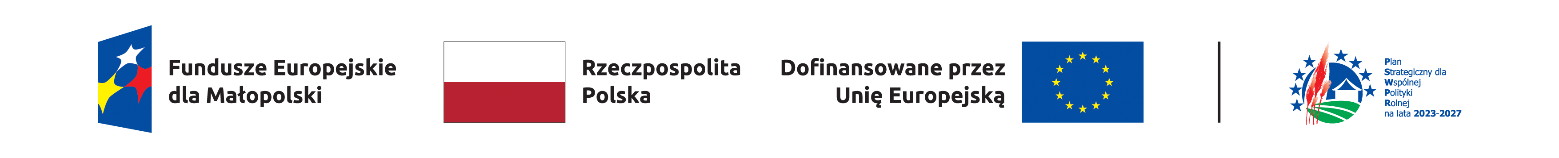 Fundusze Europejskie
dla Małopolski
Rzeczpospolita
Polska
Dofinansowane przez
Unię Europejską
Plan
Strategiczny dla
Wspólnej
Polityki
Rolnej
na lata 2023-2027